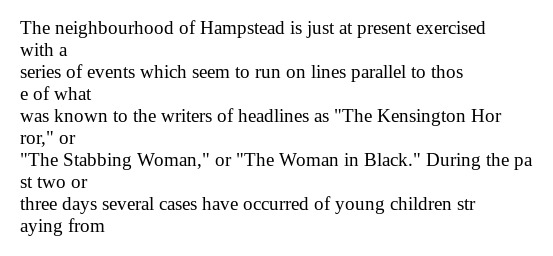 The neighbourhood of Hampstead is just at present exercised
with a
series of events which seem to run on lines parallel to thos
e of what
was known to the writers of headlines as "The Kensington Hor
ror," or
"The Stabbing Woman," or "The Woman in Black." During the pa
st two or
three days several cases have occurred of young children str
aying from